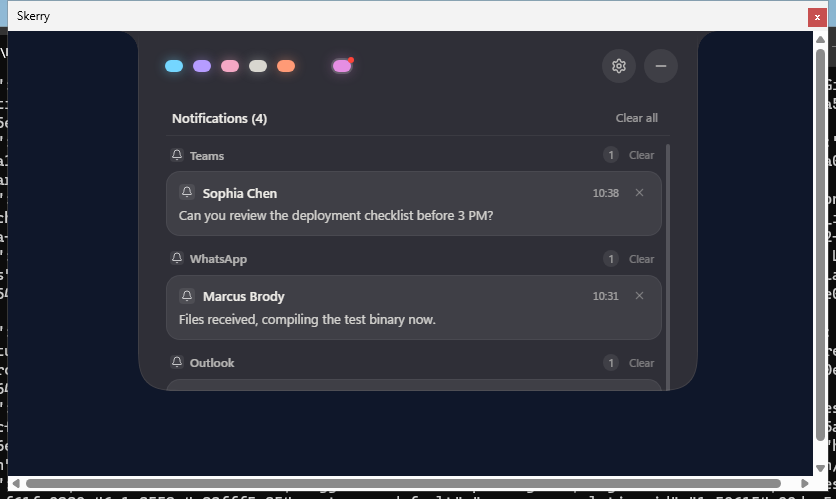 Skerry
Notifications (4)
Clear all
Teams
1
Clear
Sophia Chen
10:38
Can you review the deployment checklist before 3 PM?
WhatsApp
1
Clear
Marcus Brody
10:31
Files received, compiling the test binary now.
Outlook
1
Clear